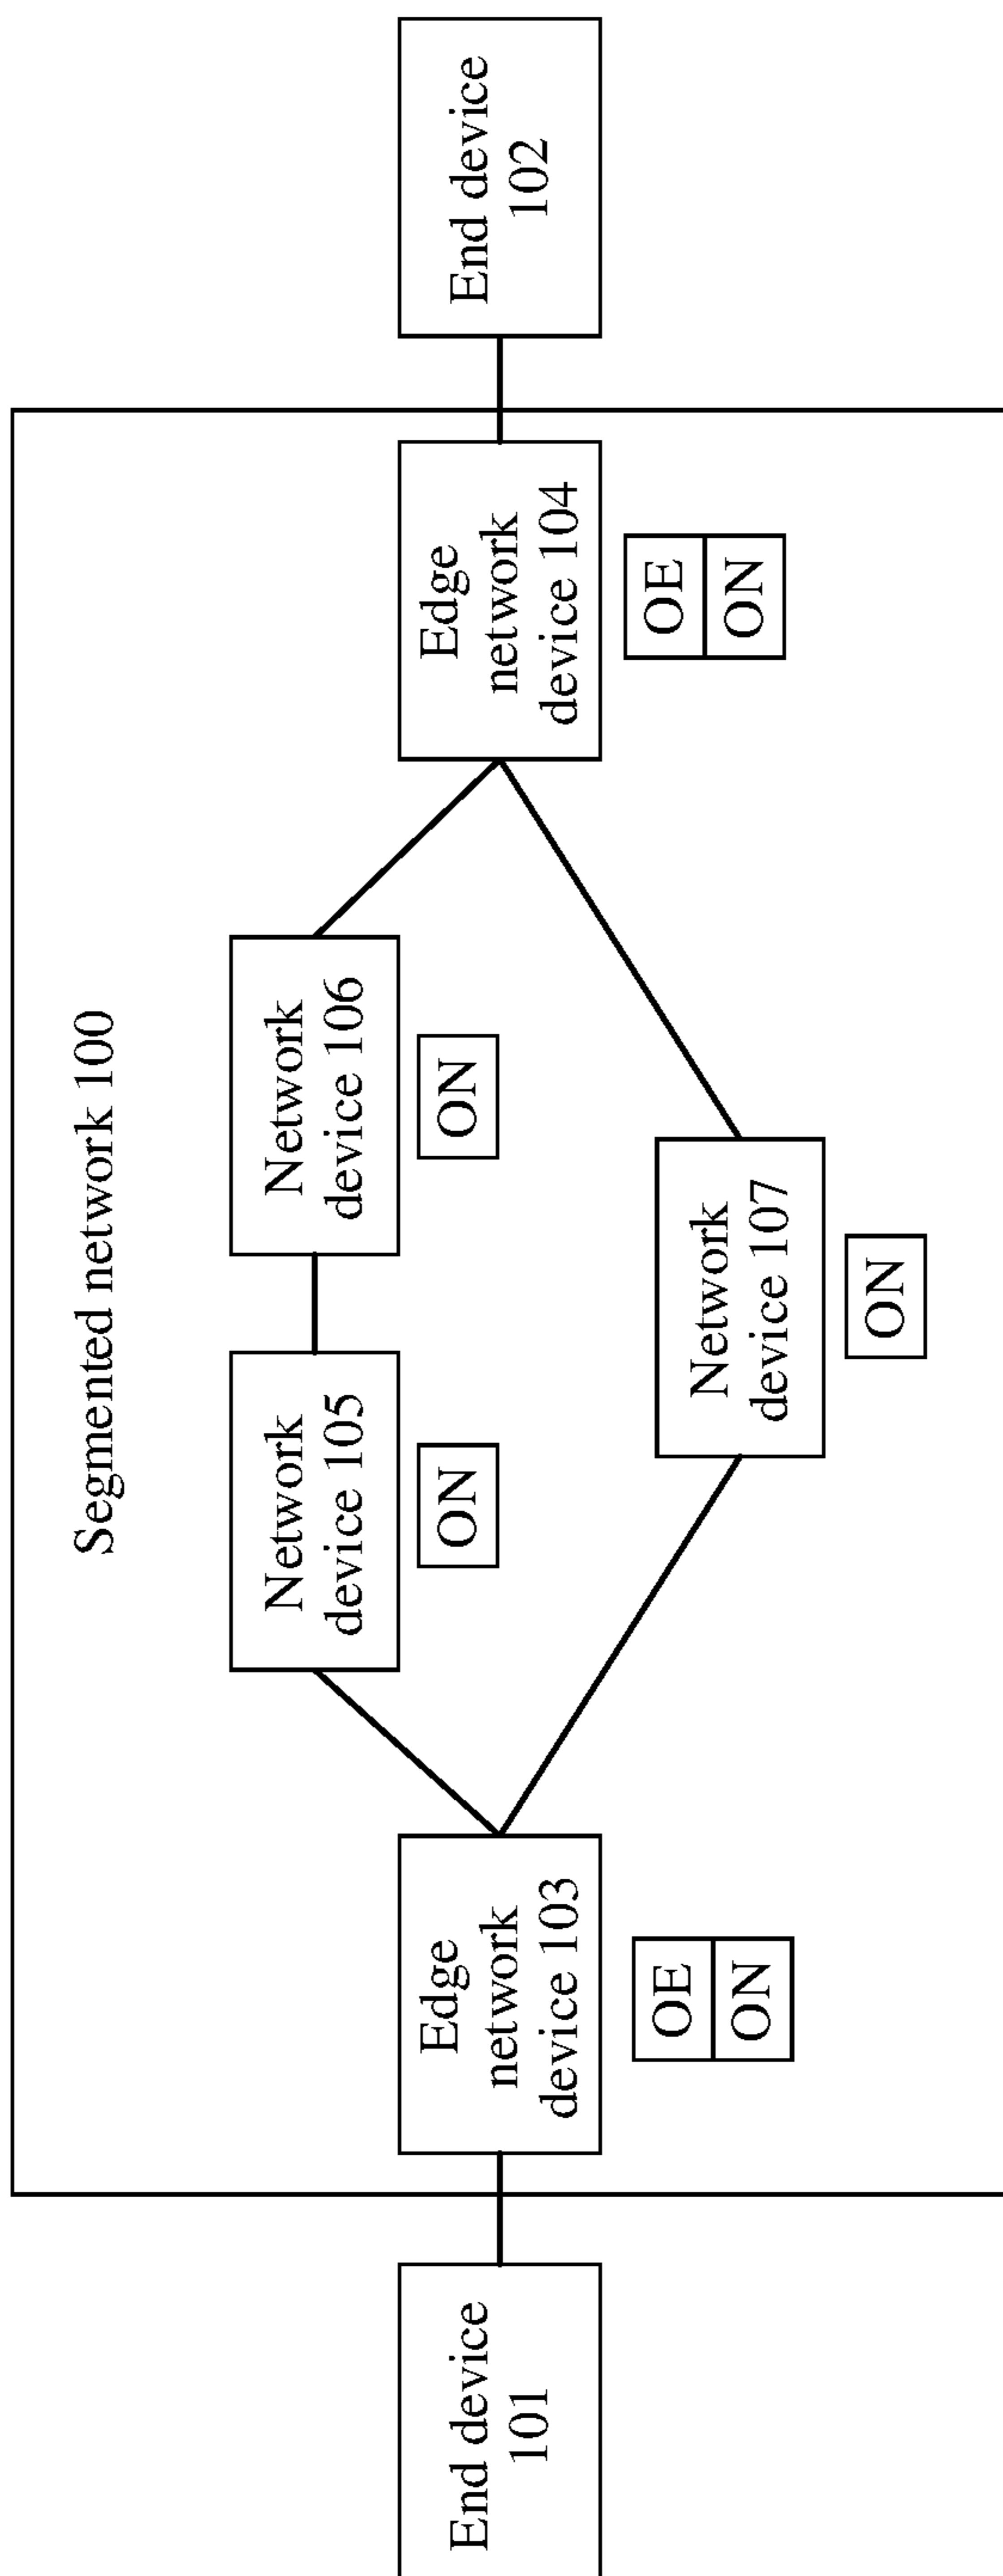 Segmented network 100
Network
device 105
Network
device 106
ON
ON
End device
101
Edge
network
device 103
Edge
network
device 104
End device
102
OE
ON
OE
ON
Network
device 107
ON